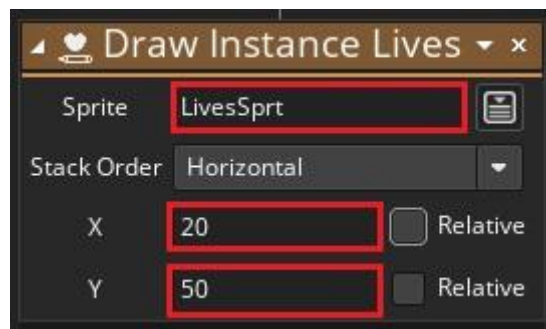 Draw Instance Lives
Sprite LivesSprt
Stack Order Horizontal
X 20 Relative
Y 50 Relative